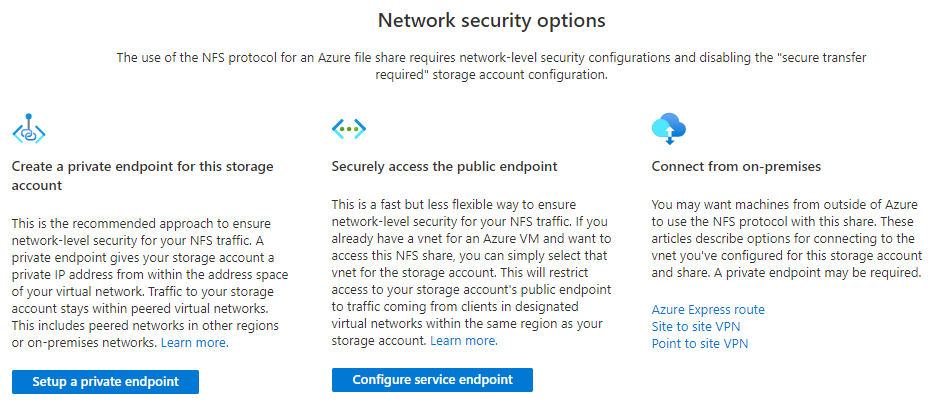 Network security options
The use of the NFS protocol for an Azure file share requires network-level security configurations and disabling the "secure transfer
required" storage account configuration.
Create a private endpoint for this storage
account
This is the recommended approach to ensure
network-level security for your NFS traffic. A
private endpoint gives your storage account a
private IP address from within the address space
of your virtual network. Traffic to your storage
account stays within peered virtual networks.
This includes peered networks in other regions
or on-premises networks. Learn more.
Setup a private endpoint
Securely access the public endpoint
This is a fast but less flexible way to ensure
network-level security for your NFS traffic. If you
already have a vnet for an Azure VM and want to
access this NFS share, you can simply select that
vnet for the storage account. This will restrict
access to your storage account's public endpoint
to traffic coming from clients in designated
virtual networks within the same region as your
storage account. Learn more.
Configure service endpoint
Connect from on-premises
You may want machines from outside of Azure
to use the NFS protocol with this share. These
articles describe options for connecting to the
vnet you've configured for this storage account
and share. A private endpoint may be required.
Azure Express route
Site to site VPN
Point to site VPN